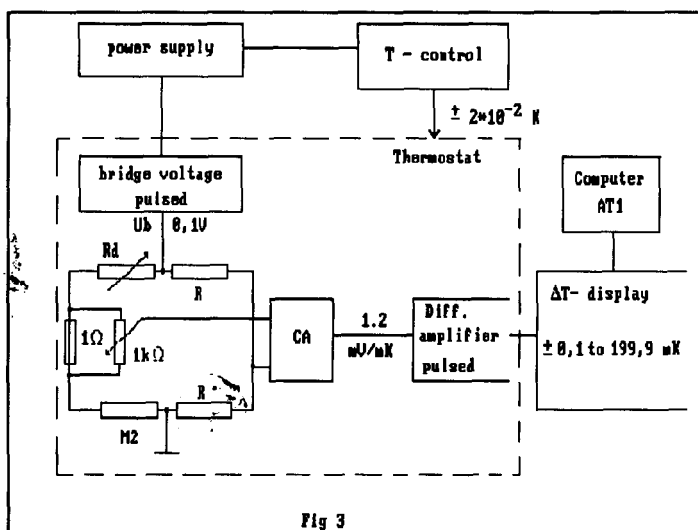 power supply
T - control
± 2*10⁻² K
Thermostat
bridge voltage
pulsed
Ub 0,1V
Computer
AT1
Rd
R
1Ω
1kΩ
CA
1.2
mV/mK
Diff.
amplifier
pulsed
ΔT- display
± 0,1 to 199,9 mK
R
M2
Fig 3